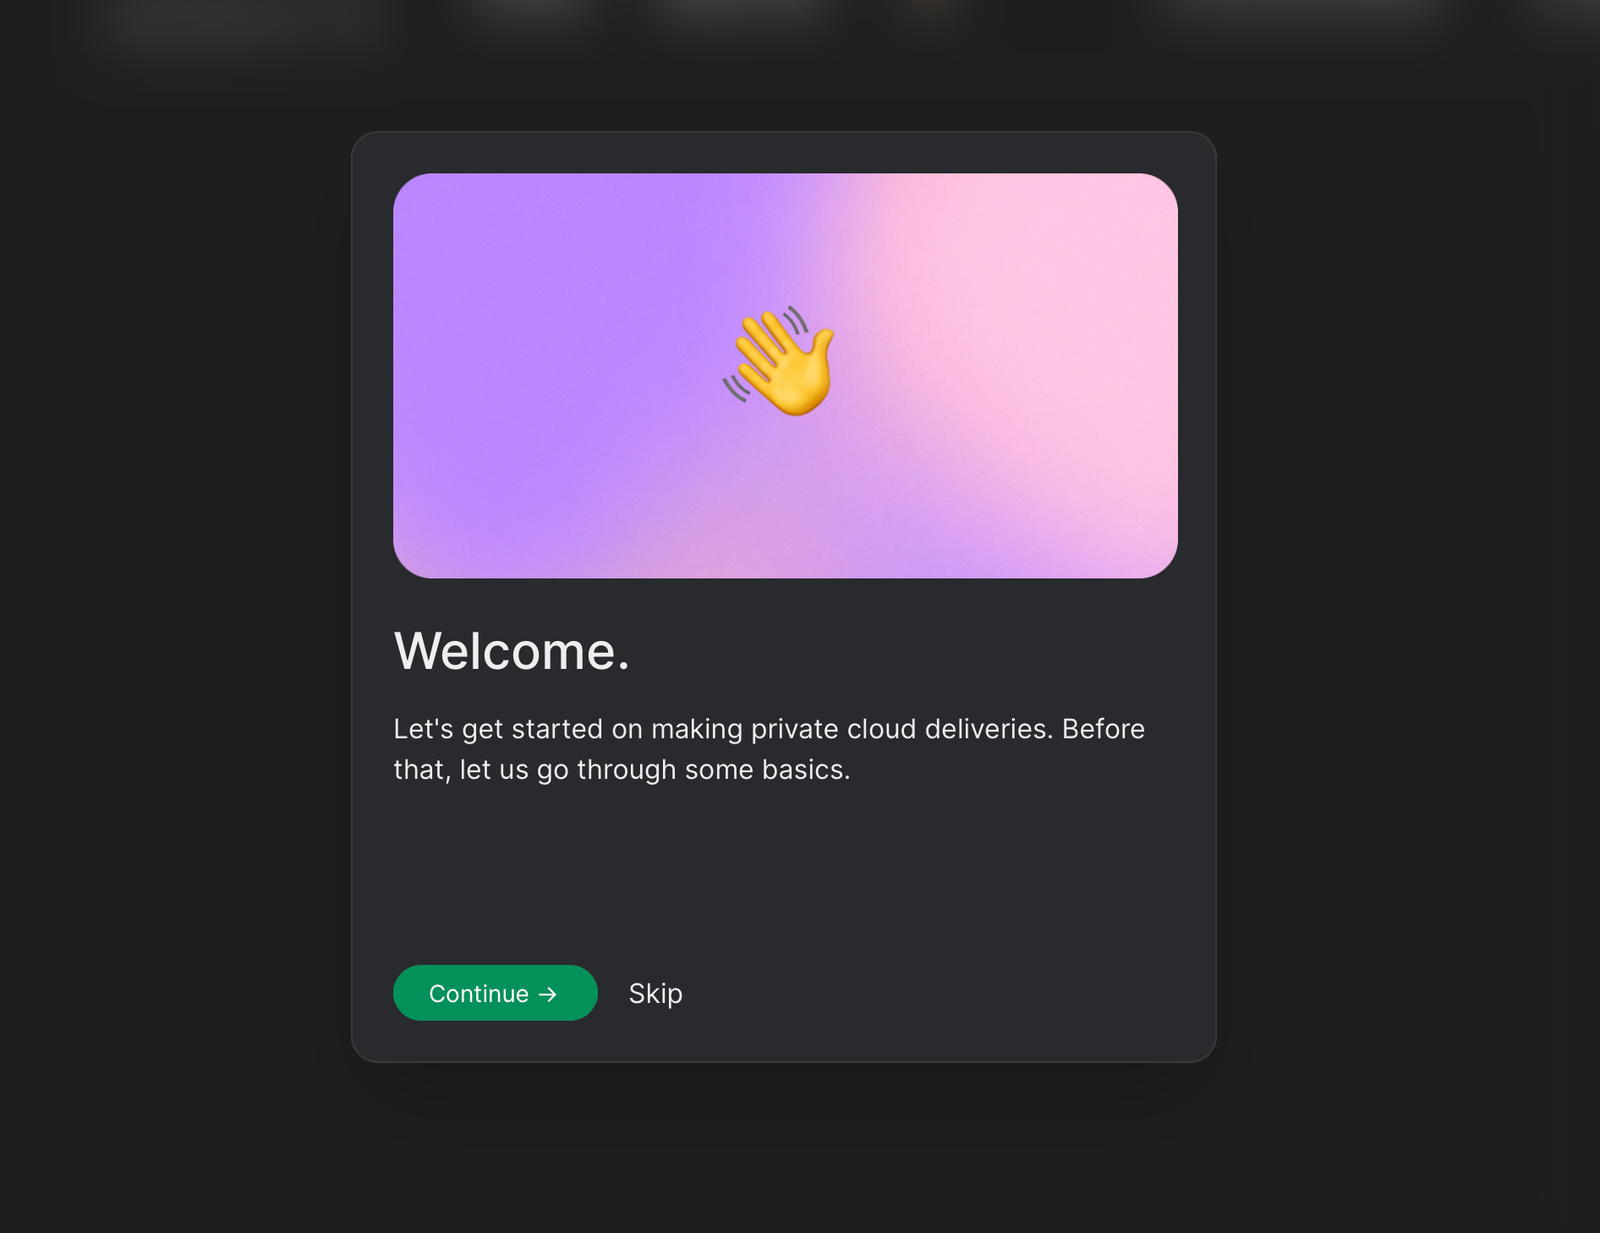 Welcome.
Let's get started on making private cloud deliveries. Before
that, let us go through some basics.
Continue →
Skip